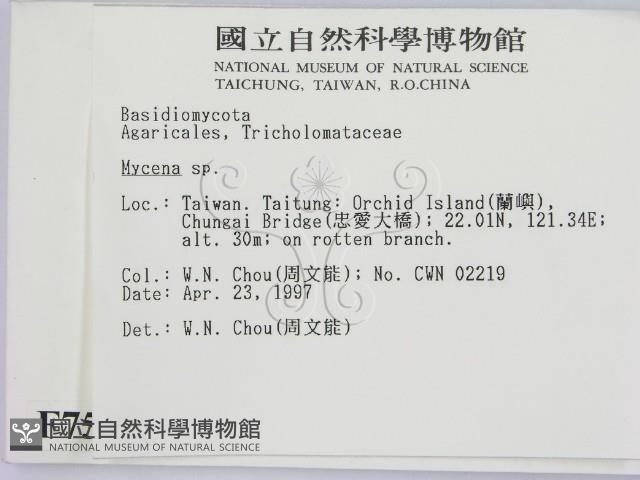 國立自然科學博物館
NATIONAL MUSEUM OF NATURAL SCIENCE
TAICHUNG, TAIWAN, R.O.CHINA
Basidiomycota
Agaricales, Tricholomataceae
Mycena sp.
Loc.: Taiwan. Taitung: Orchid Island(蘭嶼),
Chungai Bridge(忠愛大橋); 22.01N, 121.34E;
alt. 30m; on rotten branch.
Col.: W.N. Chou(周文能); No. CWN 02219
Date: Apr. 23, 1997
Det.: W.N. Chou(周文能)
國立自然科學博物館
NATIONAL MUSEUM OF NATURAL SCIENCE